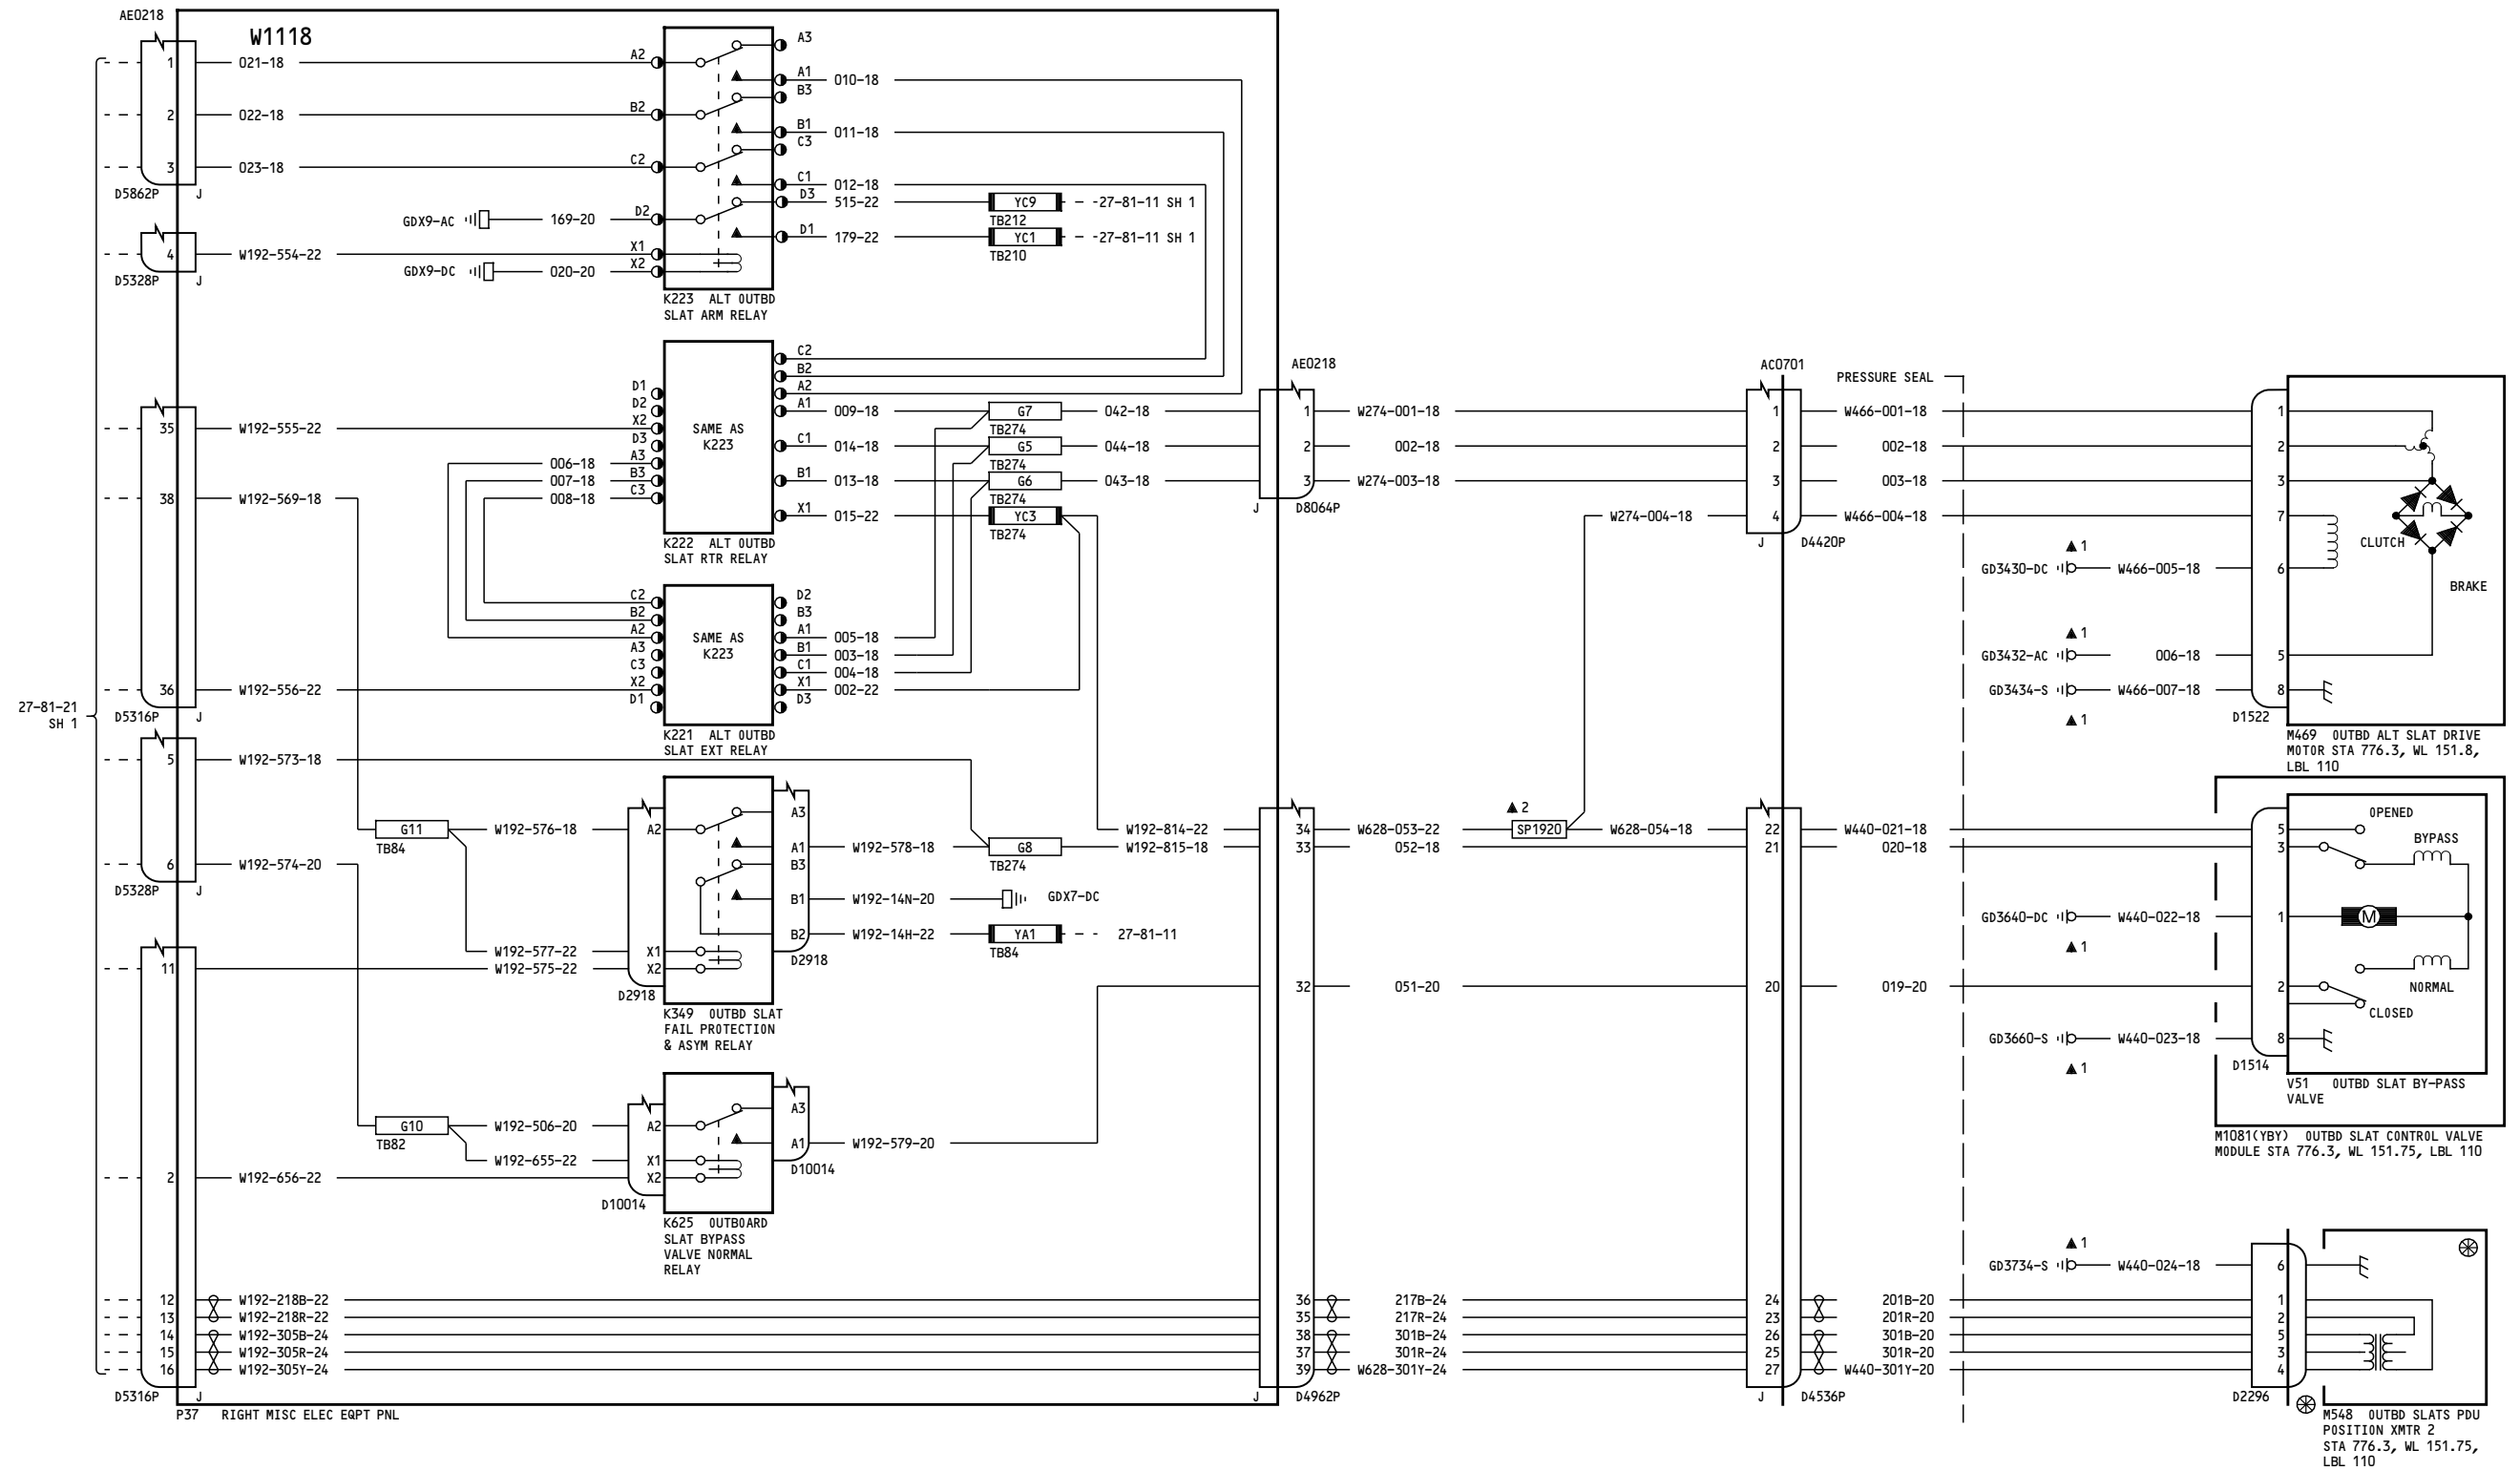 AE0218
W1118
1
021-18
A2
A3
A1
010-18
B3
2
022-18
B2
B1
011-18
C3
3
023-18
C2
C1
012-18
D5862P
J
D3
515-22
YC9
27-81-11 SH 1
TB212
GDX9-AC
169-20
D2
D1
179-22
YC1
27-81-11 SH 1
TB210
4
W192-554-22
X1
D5328P
J
GDX9-DC
020-20
X2
K223 ALT OUTBD
SLAT ARM RELAY
C2
B2
A2
D1
D2
X2
D3
A3
B3
C3
SAME AS
K223
A1
009-18
G7
TB274
042-18
C1
014-18
G5
TB274
044-18
B1
013-18
G6
TB274
043-18
X1
015-22
YC3
TB274
K222 ALT OUTBD
SLAT RTR RELAY
35
W192-555-22
38
W192-569-18
006-18
007-18
008-18
C2
B2
A2
A3
C3
X2
D1
SAME AS
K223
D2
B3
A1
005-18
B1
003-18
C1
004-18
X1
002-22
D3
K221 ALT OUTBD
SLAT EXT RELAY
36
W192-556-22
D5316P
J
27-81-21
SH 1
5
W192-573-18
G11
TB84
W192-576-18
A2
A3
A1
W192-578-18
G8
TB274
W192-814-22
W192-815-18
B3
6
W192-574-20
D5328P
J
B1
W192-14N-20
GDX7-DC
B2
W192-14H-22
YA1
TB84
27-81-11
D2918
W192-577-22
X1
11
W192-575-22
X2
D2918
K349 OUTBD SLAT
FAIL PROTECTION
& ASYM RELAY
G10
TB82
W192-506-20
A2
A3
A1
W192-579-20
D10014
W192-655-22
X1
2
W192-656-22
X2
D10014
K625 OUTBOARD
SLAT BYPASS
VALVE NORMAL
RELAY
12
W192-218B-22
13
W192-218R-22
14
W192-305B-24
15
W192-305R-24
16
W192-305Y-24
D5316P
J
P37 RIGHT MISC ELEC EQPT PNL
AE0218
1
W274-001-18
2
002-18
3
W274-003-18
J
D8064P
AC0701
PRESSURE SEAL
1
W466-001-18
2
002-18
3
003-18
W274-004-18
4
W466-004-18
J
D4420P
1
2
3
7
6
5
8
CLUTCH
BRAKE
1
GD3430-DC
W466-005-18
1
GD3432-AC
006-18
GD3434-S
W466-007-18
1
D1522
M469 OUTBD ALT SLAT DRIVE
MOTOR STA 776.3, WL 151.8,
LBL 110
34
W628-053-22
2
SP1920
W628-054-18
22
W440-021-18
33
052-18
21
020-18
32
051-20
20
019-20
5
OPENED
3
BYPASS
GD3640-DC
W440-022-18
1
1
M
2
NORMAL
CLOSED
GD3660-S
W440-023-18
8
1
D1514
V51 OUTBD SLAT BY-PASS
VALVE
M1081(YBY) OUTBD SLAT CONTROL VALVE
MODULE STA 776.3, WL 151.75, LBL 110
1
GD3734-S
W440-024-18
6
36
217B-24
24
201B-20
1
35
217R-24
23
201R-20
2
38
301B-24
26
301B-20
5
37
301R-24
25
301R-20
3
39
W628-301Y-24
27
W440-301Y-20
4
J
D4962P
J
D4536P
D2296
M548 OUTBD SLATS PDU
POSITION XMTR 2
STA 776.3, WL 151.75,
LBL 110